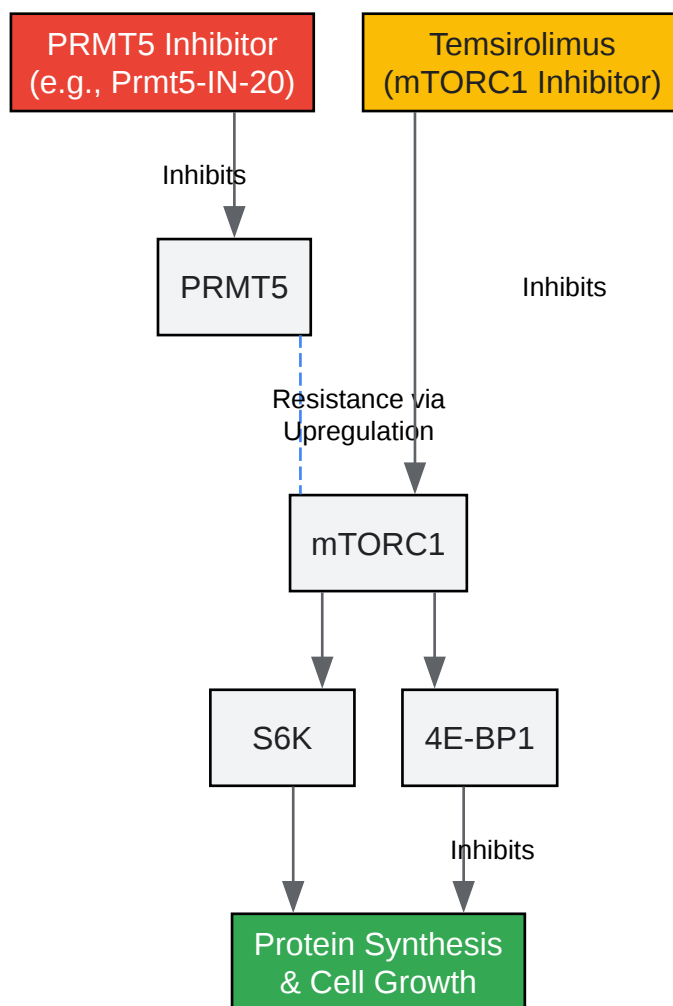 PRMT5 Inhibitor
(e.g., Prmt5-IN-20)
Temsirolimus
(mTORC1 Inhibitor)
Inhibits
PRMT5
Inhibits
Resistance via
Upregulation
mTORC1
S6K
4E-BP1
Inhibits
Protein Synthesis
& Cell Growth